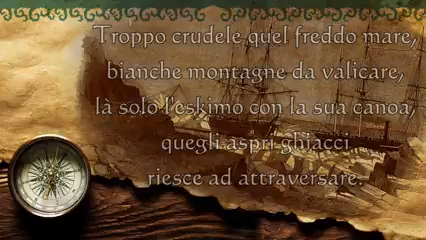 Troppo crudele quel freddo mare,
bianche montagne da valicare,
là solo l'eskimo con la sua canoa,
quegli aspri ghiacci
riesce ad attraversare.